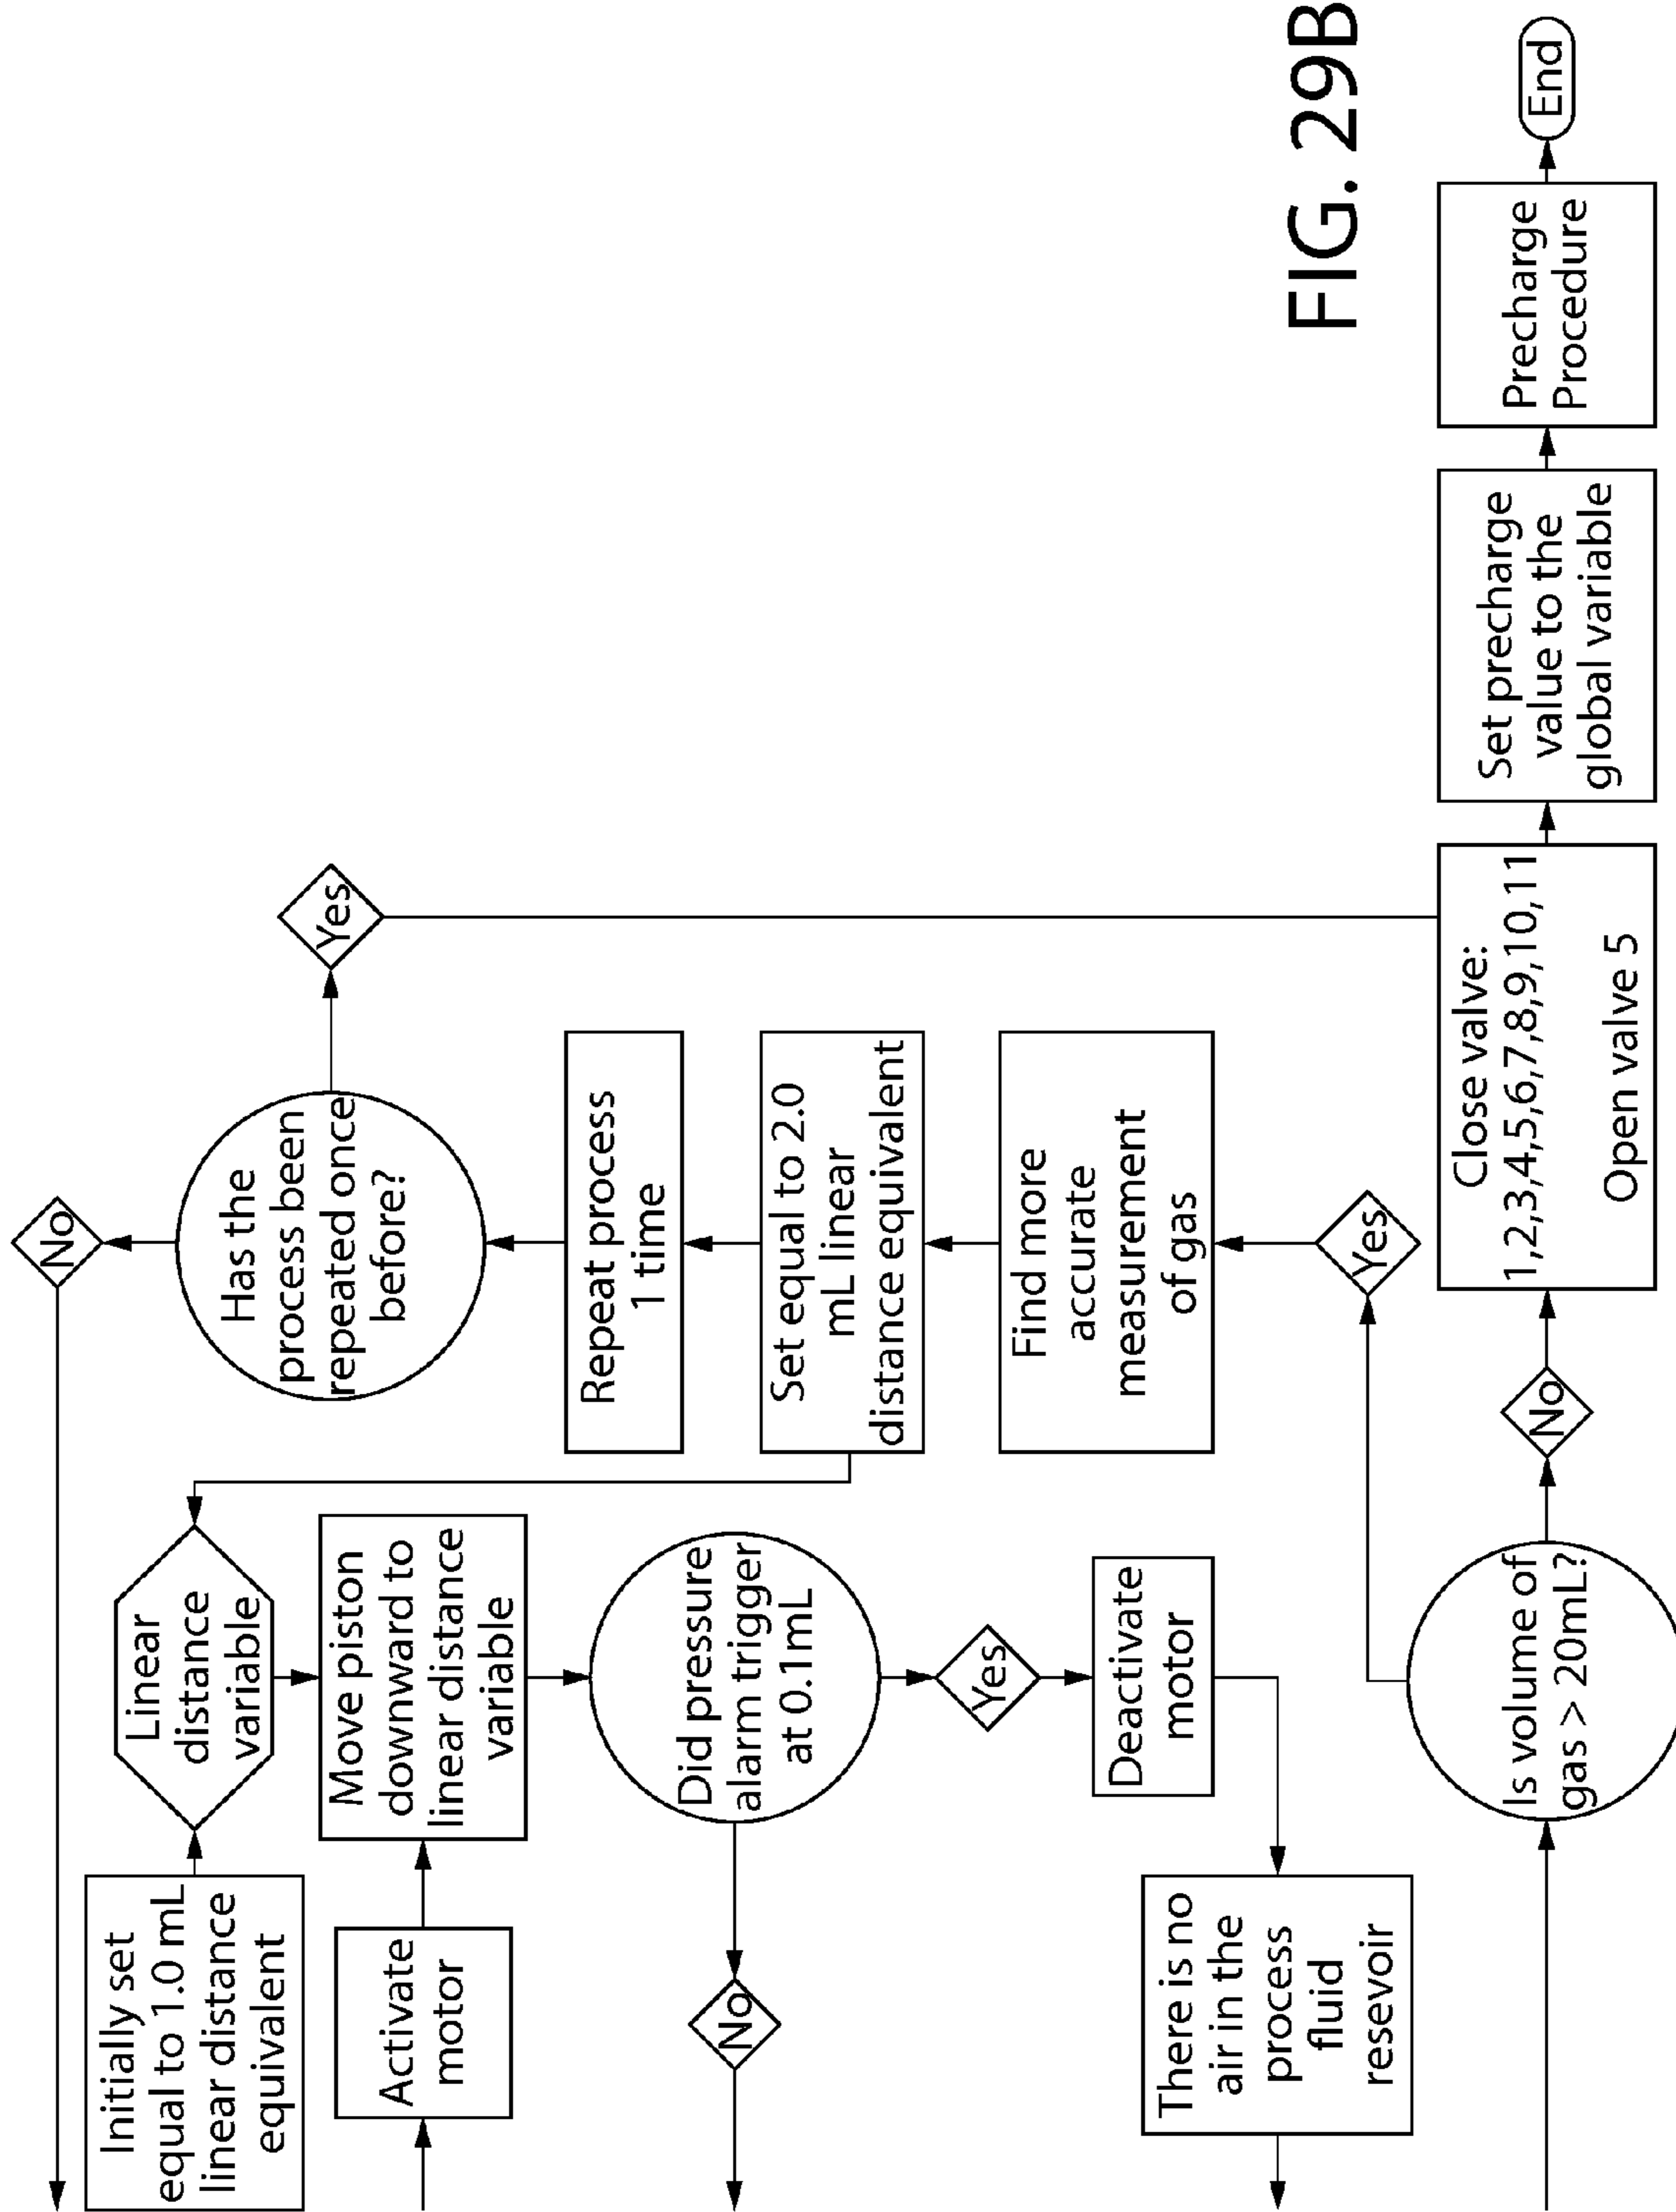 No
Initially set
equal to 1.0 mL
linear distance
equivalent
Linear
distance
variable
Has the
process been
repeated once
before?
Yes
Activate
motor
Move piston
downward to
linear distance
variable
Repeat process
1 time
Set equal to 2.0
mL linear
distance equivalent
No
Did pressure
alarm trigger
at 0.1mL
Yes
Deactivate
motor
Find more
accurate
measurement
of gas
There is no
air in the
process
fluid
resevoir
Yes
Is volume of
gas > 20mL?
No
Close valve:
1,2,3,4,5,6,7,8,9,10,11
Open valve 5
Set precharge
value to the
global variable
Precharge
Procedure
End
FIG. 29B